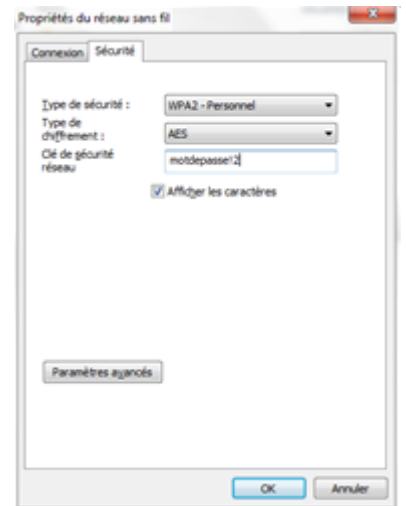 Propriétés du réseau sans fil
Connexion Sécurité
Type de sécurité : WPA2 - Personnel
Type de
chiffrement : AES
Clé de sécurité
réseau motdepasse12
Afficher les caractères
Paramètres avancés
OK Annuler